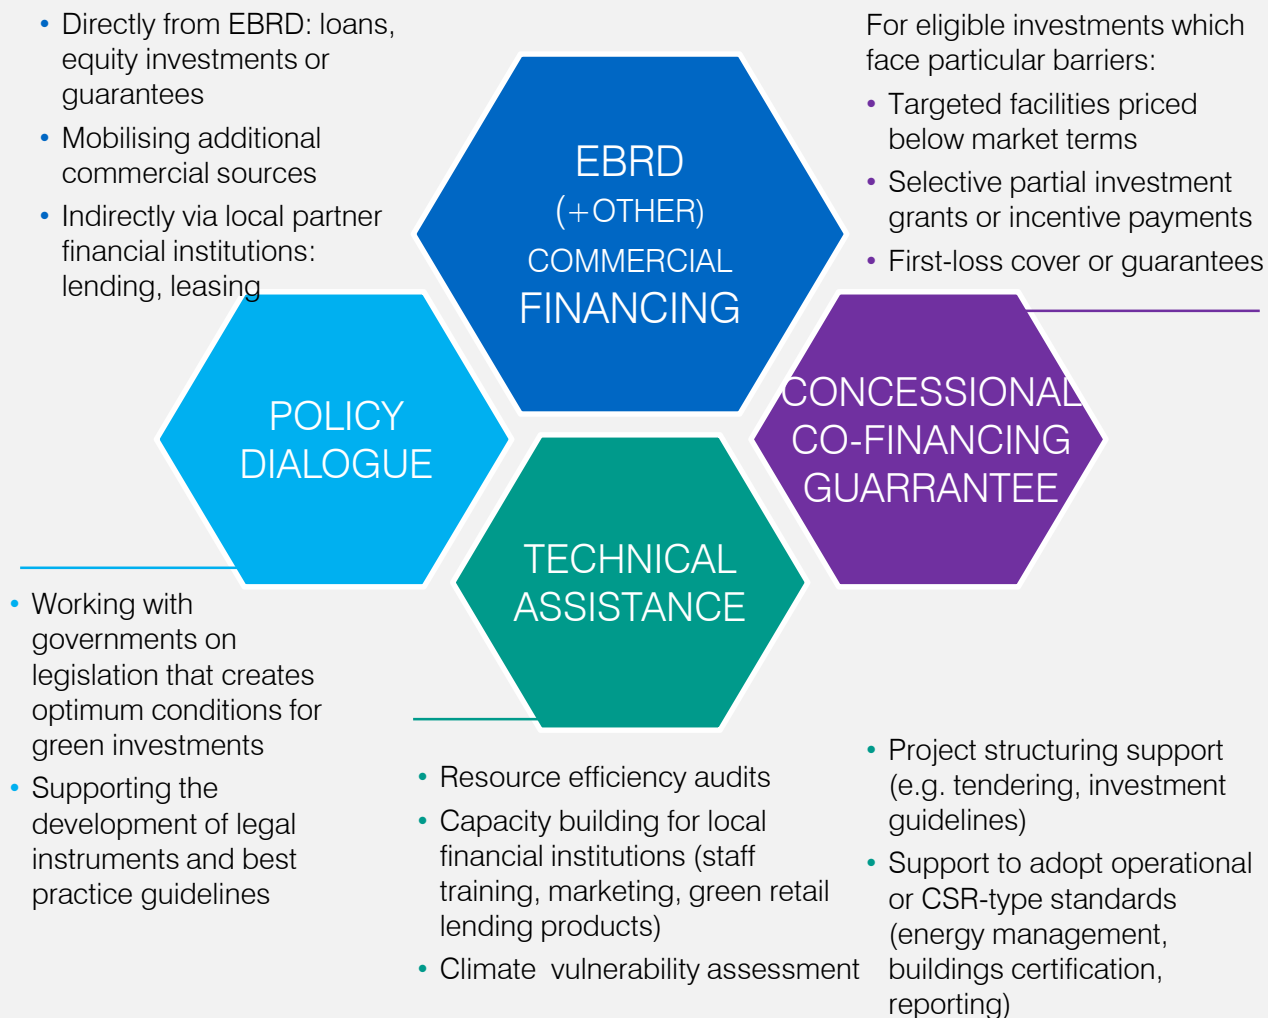 • Directly from EBRD: loans,
equity investments or
guarantees
• Mobilising additional
commercial sources
• Indirectly via local partner
financial institutions:
lending, leasing
EBRD
(+OTHER)
COMMERCIAL
FINANCING
For eligible investments which
face particular barriers:
• Targeted facilities priced
below market terms
• Selective partial investment
grants or incentive payments
• First-loss cover or guarantees
POLICY
DIALOGUE
CONCESSIONAL
CO-FINANCING
GUARRANTEE
TECHNICAL
ASSISTANCE
• Working with
governments on
legislation that creates
optimum conditions for
green investments
• Supporting the
development of legal
instruments and best
practice guidelines
• Resource efficiency audits
• Capacity building for local
financial institutions (staff
training, marketing, green retail
lending products)
• Climate vulnerability assessment
• Project structuring support
(e.g. tendering, investment
guidelines)
• Support to adopt operational
or CSR-type standards
(energy management,
buildings certification,
reporting)